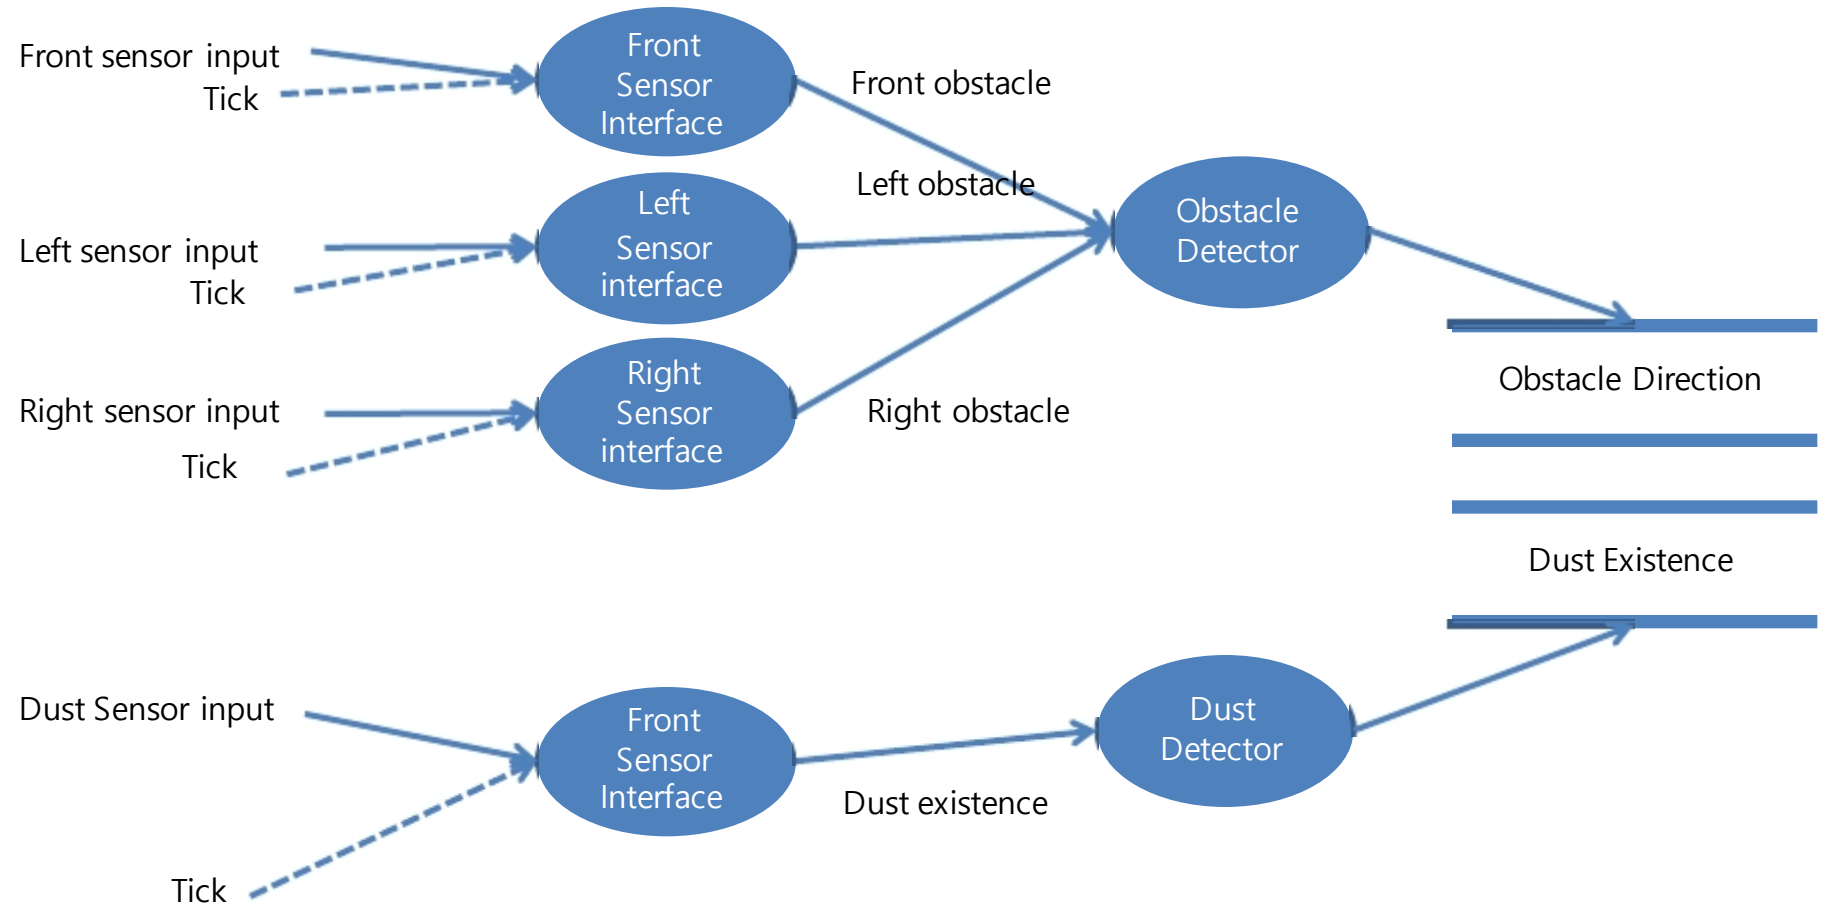 Front sensor input
Tick
Front
Sensor
Interface
Front obstacle
Left sensor input
Tick
Left
Sensor
interface
Left obstacle
Obstacle
Detector
Right sensor input
Tick
Right
Sensor
interface
Right obstacle
Obstacle Direction
Dust Existence
Dust Sensor input
Tick
Front
Sensor
Interface
Dust existence
Dust
Detector